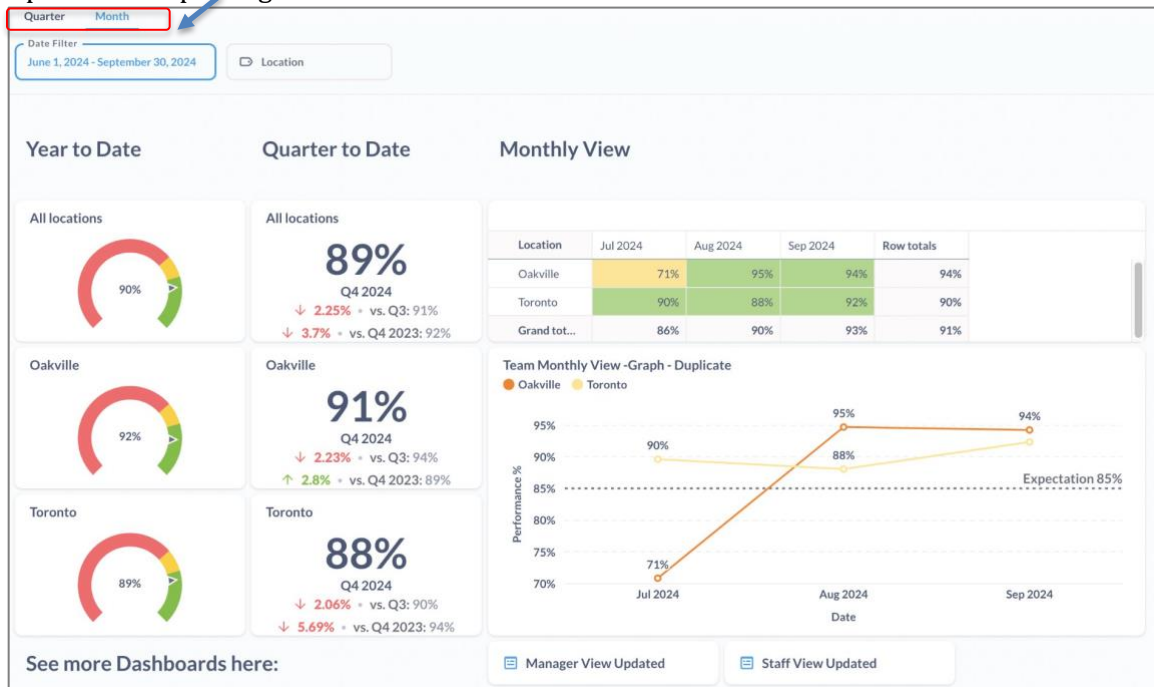 Quarter Month
Date Filter
June 1, 2024 - September 30, 2024
Location
Year to Date
Quarter to Date
Monthly View
All locations
90%
All locations
89%
Q4 2024
↓ 2.25% • vs. Q3: 91%
↓ 3.7% • vs. Q4 2023: 92%
Location Jul 2024 Aug 2024 Sep 2024 Row totals
Oakville 71% 95% 94% 94%
Toronto 90% 88% 92% 90%
Grand tot... 86% 90% 93% 91%
Oakville
92%
Oakville
91%
Q4 2024
↓ 2.23% • vs. Q3: 94%
↑ 2.8% • vs. Q4 2023: 89%
Toronto
89%
Toronto
88%
Q4 2024
↓ 2.06% • vs. Q3: 90%
↓ 5.69% • vs. Q4 2023: 94%
Team Monthly View -Graph - Duplicate
Oakville Toronto
Performance %
95%
90%
85%
80%
75%
70%
90%
71%
95%
88%
94%
Expectation 85%
Jul 2024 Aug 2024 Sep 2024
Date
See more Dashboards here:
Manager View Updated
Staff View Updated